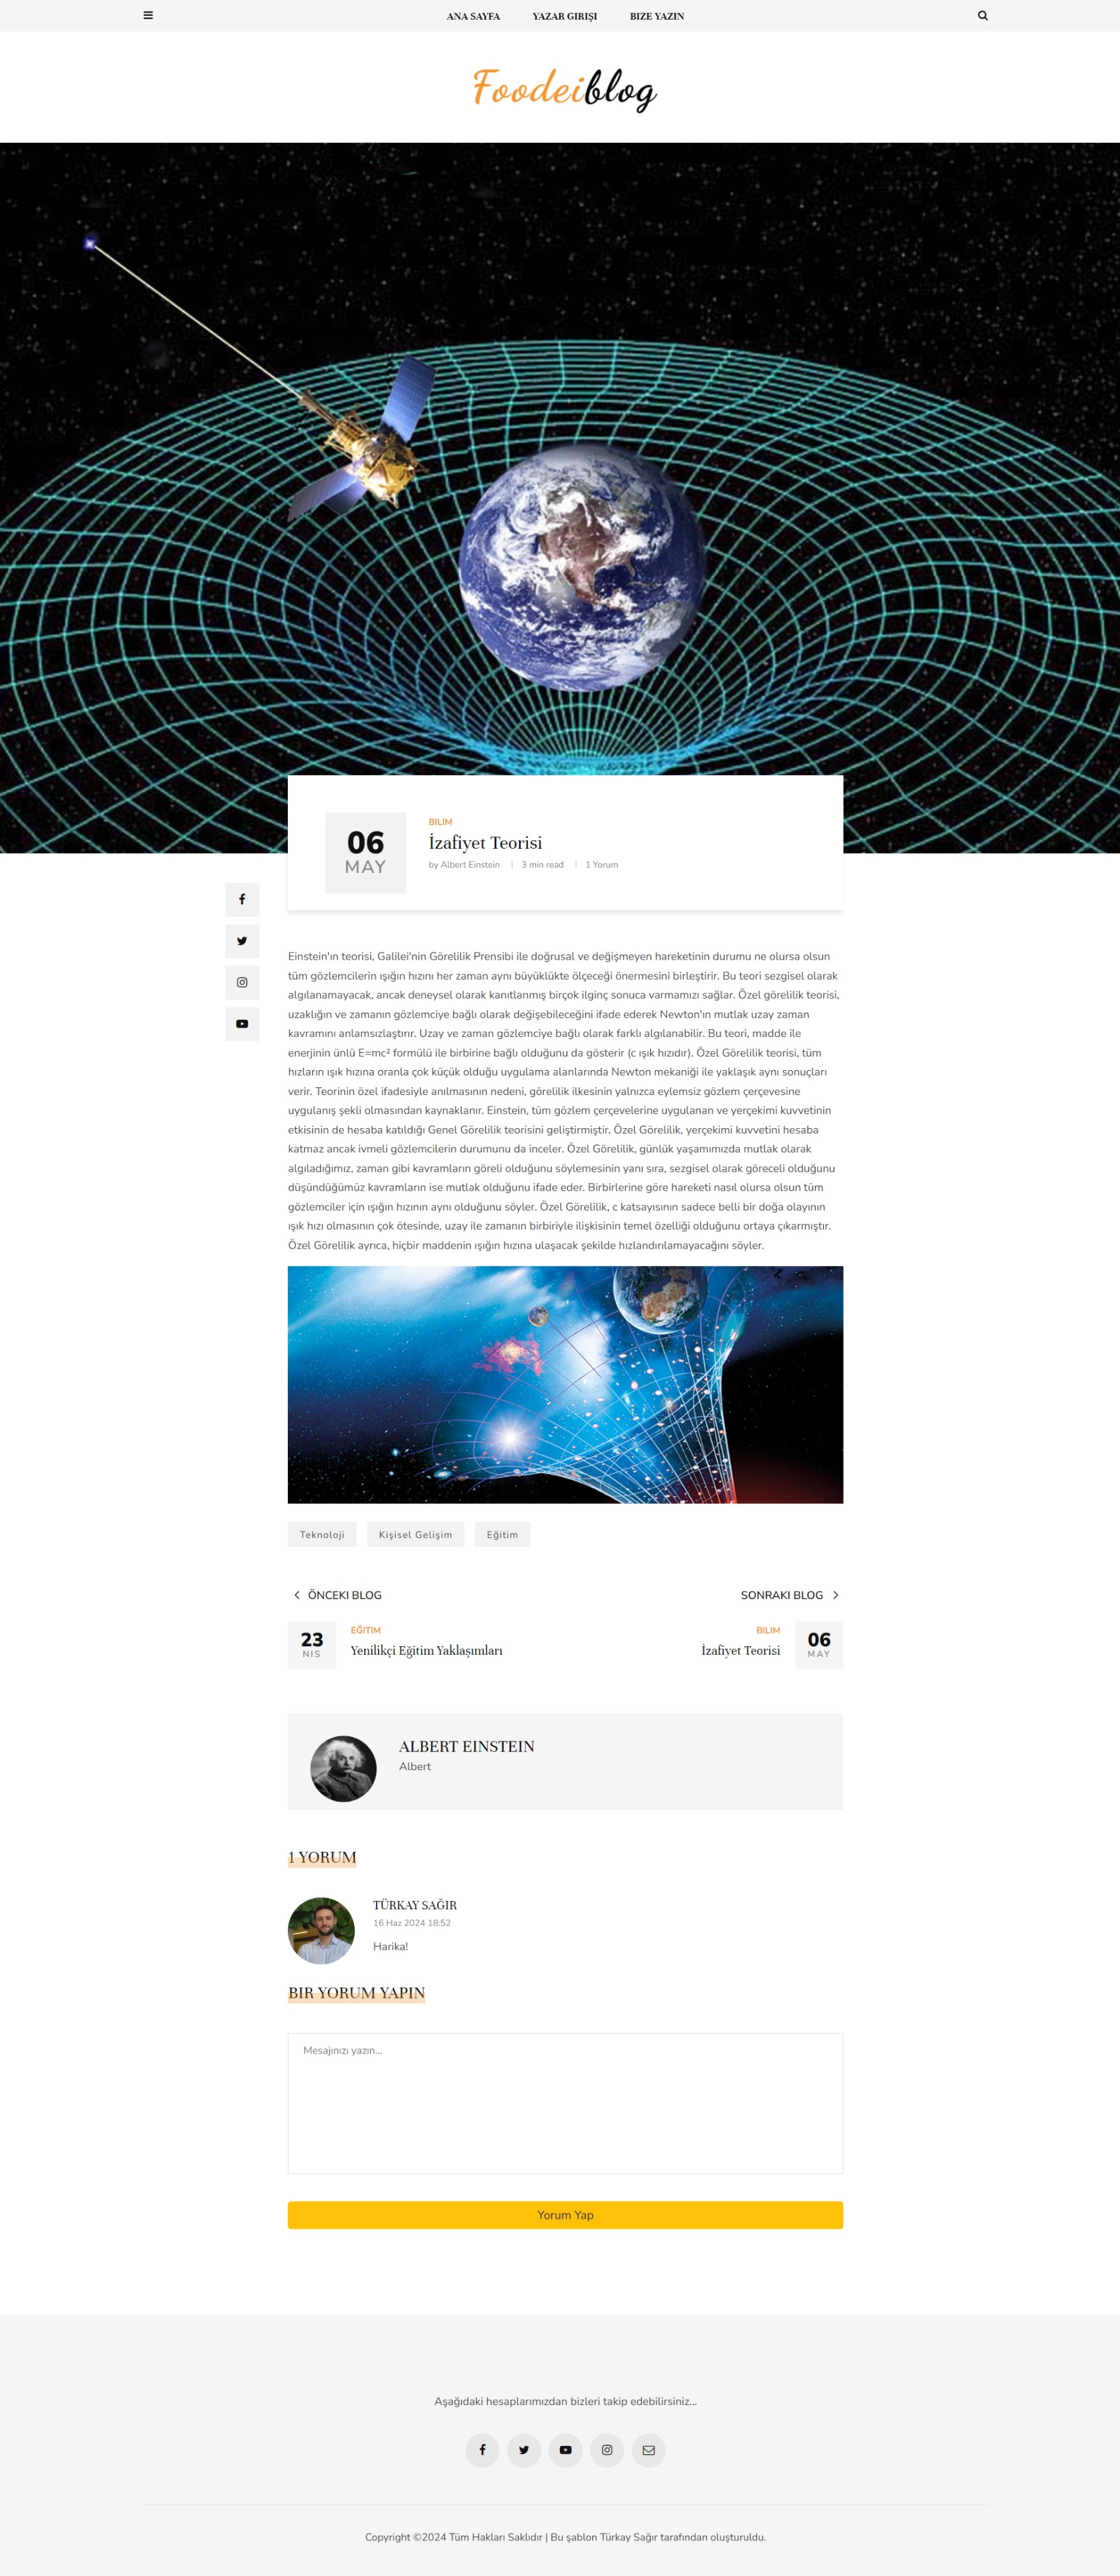 ANA SAYFA YAZAR GIRIŞI BIZE YAZIN
Foodeiblog
06
MAY
BILIM
İzafiyet Teorisi
by Albert Einstein | 3 min read | 1 Yorum
Einstein'ın teorisi, Galilei'nin Görelilik Prensibi ile doğrusal ve değişmeyen hareketinin durumu ne olursa olsun
tüm gözlemcilerin ışığın hızını her zaman aynı büyüklükte ölçeceği önermesini birleştirir. Bu teori sezgisel olarak
algılanamayacak, ancak deneysel olarak kanıtlanmış birçok ilginç sonuca varmamızı sağlar. Özel görelilik teorisi,
uzaklığın ve zamanın gözlemciye bağlı olarak değişebileceğini ifade ederek Newton'ın mutlak uzay zaman
kavramını anlamsızlaştırır. Uzay ve zaman gözlemciye bağlı olarak farklı algılanabilir. Bu teori, madde ile
enerjinin ünlü E=mc² formülü ile birbirine bağlı olduğunu da gösterir (c ışık hızıdır). Özel Görelilik teorisi, tüm
hızların ışık hızına oranla çok küçük olduğu uygulama alanlarında Newton mekaniği ile yaklaşık aynı sonuçları
verir. Teorinin özel ifadesiyle anılmasının nedeni, görelilik ilkesinin yalnızca eylemsiz gözlem çerçevesine
uygulanış şekli olmasından kaynaklanır. Einstein, tüm gözlem çerçevelerine uygulanan ve yerçekimi kuvvetinin
etkisinin de hesaba katıldığı Genel Görelilik teorisini geliştirmiştir. Özel Görelilik, yerçekimi kuvvetini hesaba
katmaz ancak ivmeli gözlemcilerin durumunu da inceler. Özel Görelilik, günlük yaşamımızda mutlak olarak
algıladığımız, zaman gibi kavramların göreli olduğunu söylemesinin yanı sıra, sezgisel olarak göreceli olduğunu
düşündüğümüz kavramların ise mutlak olduğunu ifade eder. Birbirlerine göre hareketi nasıl olursa olsun tüm
gözlemciler için ışığın hızının aynı olduğunu söyler. Özel Görelilik, c katsayısının sadece belli bir doğa olayının
ışık hızı olmasının çok ötesinde, uzay ile zamanın birbiriyle ilişkisinin temel özelliği olduğunu ortaya çıkarmıştır.
Özel Görelilik ayrıca, hiçbir maddenin ışığın hızına ulaşacak şekilde hızlandırılamayacağını söyler.
Teknoloji Kişisel Gelişim Eğitim
ÖNCEKI BLOG
SONRAKI BLOG
23
NIS
EĞITIM
Yenilikçi Eğitim Yaklaşımları
BILIM
İzafiyet Teorisi
06
MAY
ALBERT EINSTEIN
Albert
1 YORUM
TÜRKAY SAĞIR
16 Haz 2024 18:52
Harika!
BIR YORUM YAPIN
Mesajınızı yazın...
Yorum Yap
Aşağıdaki hesaplarımızdan bizleri takip edebilirsiniz...
Copyright ©2024 Tüm Hakları Saklıdır | Bu şablon Türkay Sağır tarafından oluşturuldu.